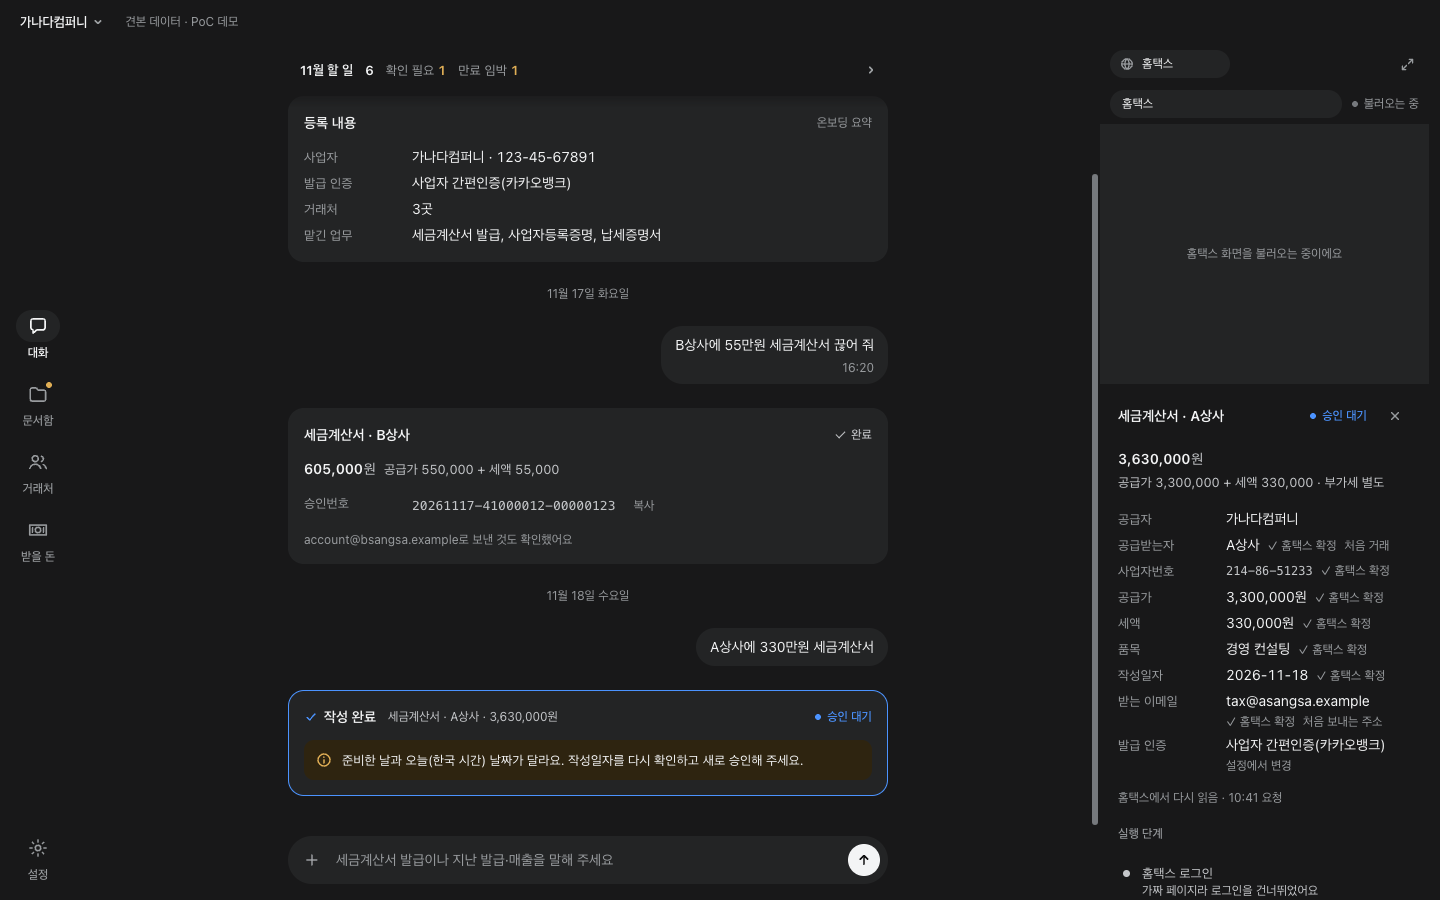 가나다컴퍼니
견본 데이터 · PoC 데모
대화
문서함
거래처
받을 돈
설정
11월 할 일 6 확인 필요 1 만료 임박 1
등록 내용 온보딩 요약
사업자 가나다컴퍼니 · 123-45-67891
발급 인증 사업자 간편인증(카카오뱅크)
거래처 3곳
맡긴 업무 세금계산서 발급, 사업자등록증명, 납세증명서
11월 17일 화요일
B상사에 55만원 세금계산서 끊어 줘
16:20
세금계산서 · B상사 완료
605,000원 공급가 550,000 + 세액 55,000
승인번호 20261117-41000012-00000123 복사
account@bsangsa.example로 보낸 것도 확인했어요
11월 18일 수요일
A상사에 330만원 세금계산서
작성 완료 세금계산서 · A상사 · 3,630,000원 승인 대기
준비한 날과 오늘(한국 시간) 날짜가 달라요. 작성일자를 다시 확인하고 새로 승인해 주세요.
세금계산서 발급이나 지난 발급·매출을 말해 주세요
홈택스
홈택스 불러오는 중
홈택스 화면을 불러오는 중이에요
세금계산서 · A상사 승인 대기
3,630,000원
공급가 3,300,000 + 세액 330,000 · 부가세 별도
공급자 가나다컴퍼니
공급받는자 A상사 ✓ 홈택스 확정 처음 거래
사업자번호 214-86-51233 ✓ 홈택스 확정
공급가 3,300,000원 ✓ 홈택스 확정
세액 330,000원 ✓ 홈택스 확정
품목 경영 컨설팅 ✓ 홈택스 확정
작성일자 2026-11-18 ✓ 홈택스 확정
받는 이메일 tax@asangsa.example
✓ 홈택스 확정 처음 보내는 주소
발급 인증 사업자 간편인증(카카오뱅크)
설정에서 변경
홈택스에서 다시 읽음 · 10:41 요청
실행 단계
홈택스 로그인
가짜 페이지라 로그인을 건너뛰었어요